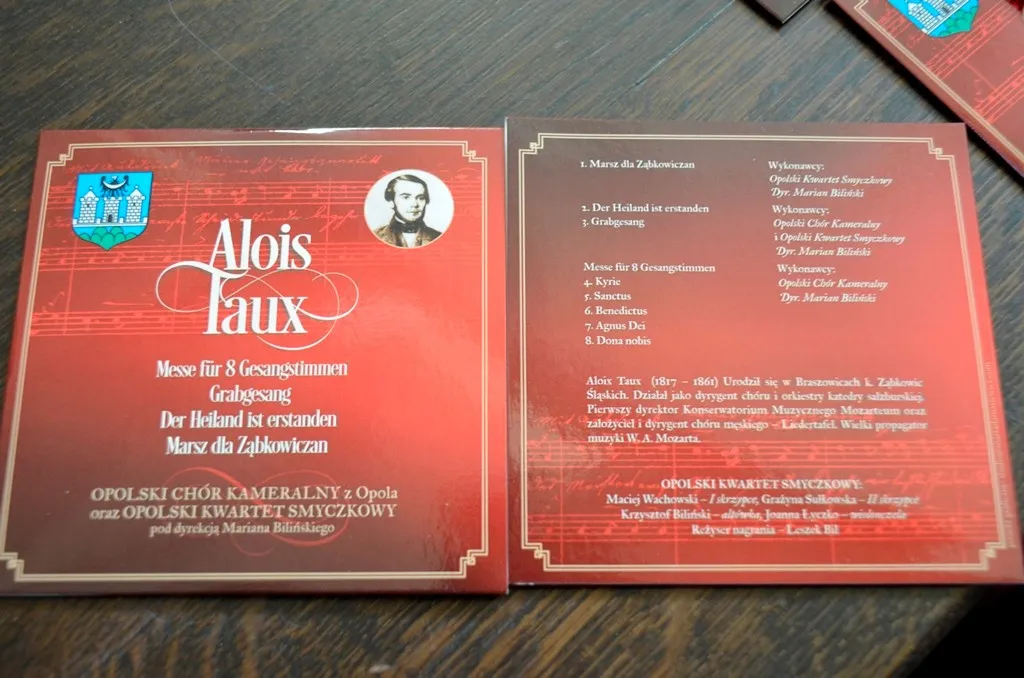 Alois
Taux
Messe für 8 Gesangstimmen
Grabgesang
Der Heiland ist erstanden
Marsz dla Ząbkowiczan
OPOLSKI CHÓR KAMERALNY z Opola
oraz OPOLSKI KWARTET SMYCZKOWY
pod dyrekcją Mariana Bilińskiego
1. Marsz dla Ząbkowiczan
Wykonawcy:
Opolski Kwartet Smyczkowy
Dyr. Marian Biliński
2. Der Heiland ist erstanden
3. Grabgesang
Wykonawcy:
Opolski Chór Kameralny
i Opolski Kwartet Smyczkowy
Dyr. Marian Biliński
Messe für 8 Gesangstimmen
4. Kyrie
5. Sanctus
6. Benedictus
7. Agnus Dei
8. Dona nobis
Wykonawcy:
Opolski Chór Kameralny
Dyr. Marian Biliński
Aloix Taux (1817 – 1861) Urodził się w Braszowicach k. Ząbkowic
Śląskich. Działał jako dyrygent chóru i orkiestry katedry salzburskiej.
Pierwszy dyrektor Konserwatorium Muzycznego Mozarteum oraz
założyciel i dyrygent chóru męskiego – Liedertafel. Wielki propagator
muzyki W. A. Mozarta.
OPOLSKI KWARTET SMYCZKOWY:
Maciej Wachowski – I skrzypce, Grażyna Sułkowska – II skrzypce
Krzysztof Biliński – altówka, Joanna Łyczko – wiolonczela
Reżyser nagrania – Leszek Bil